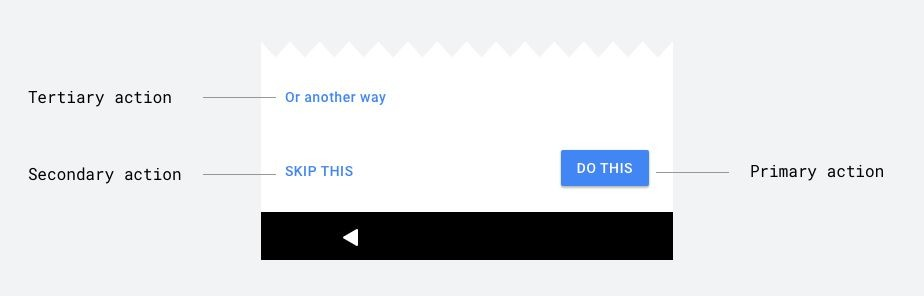 Tertiary action
Or another way
Secondary action
SKIP THIS
DO THIS
Primary action